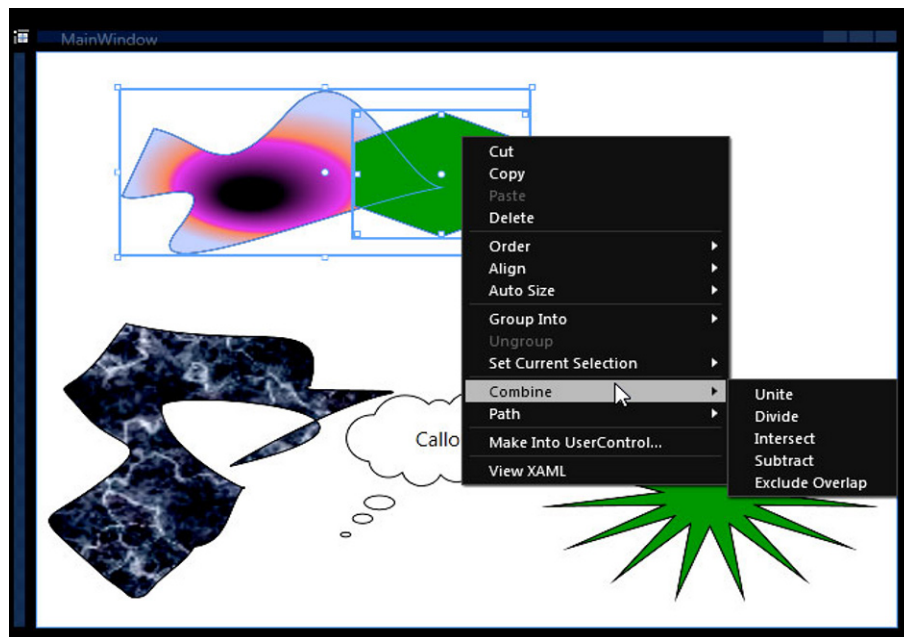 MainWindow
Cut
Copy
Paste
Delete
Order
Align
Auto Size
Group Into
Ungroup
Set Current Selection
Combine
Path
Make Into UserControl...
View XAML
Unite
Divide
Intersect
Subtract
Exclude Overlap
Callo